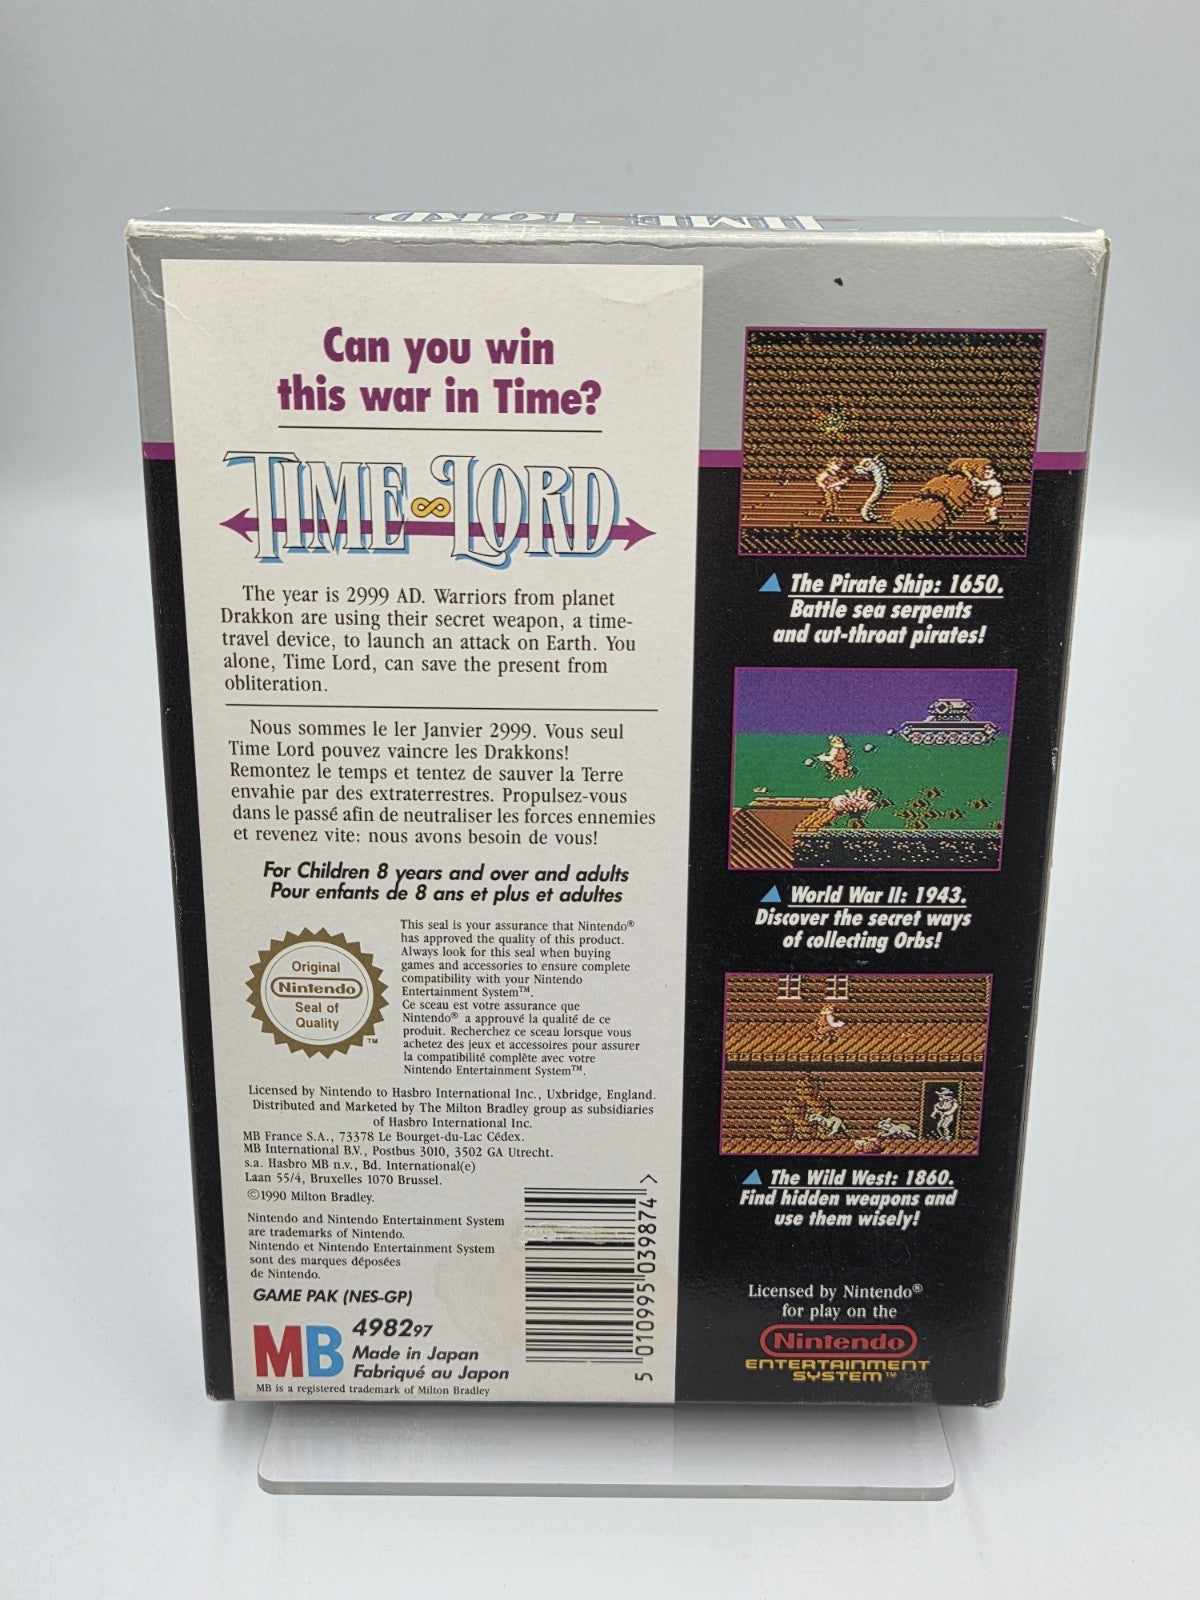 TIME LORD
Can you win
this war in Time?
TIME∞LORD
The year is 2999 AD. Warriors from planet
Drakkon are using their secret weapon, a time-
travel device, to launch an attack on Earth. You
alone, Time Lord, can save the present from
obliteration.
Nous sommes le ler Janvier 2999. Vous seul
Time Lord pouvez vaincre les Drakkons!
Remontez le temps et tentez de sauver la Terre
envahie par des extraterrestres. Propulsez-vous
dans le passé afin de neutraliser les forces ennemies
et revenez vite: nous avons besoin de vous!
For Children 8 years and over and adults
Pour enfants de 8 ans et plus et adultes
Original
Nintendo
Seal of
Quality
TM
This seal is your assurance that Nintendo®
has approved the quality of this product.
Always look for this seal when buying
games and accessories to ensure complete
compatibility with your Nintendo
Entertainment System™.
Ce sceau est votre assurance que
Nintendo® a approuvé la qualité de ce
produit. Recherchez ce sceau lorsque vous
achetez des jeux et accessoires pour assurer
la compatibilité complète avec votre
Nintendo Entertainment System™.
Licensed by Nintendo to Hasbro International Inc., Uxbridge, England.
Distributed and Marketed by The Milton Bradley group as subsidiaries
of Hasbro International Inc.
MB France S.A., 73378 Le Bourget-du-Lac Cédex.
MB International B.V., Postbus 3010, 3502 GA Utrecht.
s.a. Hasbro MB n.v., Bd. International(e)
Laan 55/4, Bruxelles 1070 Brussel.
©1990 Milton Bradley.
Nintendo and Nintendo Entertainment System
are trademarks of Nintendo.
Nintendo et Nintendo Entertainment System
sont des marques déposées
de Nintendo.
GAME PAK (NES-GP)
MB
498297
Made in Japan
Fabriqué au Japon
MB is a registered trademark of Milton Bradley
5 010995 039874 >
The Pirate Ship: 1650.
Battle sea serpents
and cut-throat pirates!
World War II: 1943.
Discover the secret ways
of collecting Orbs!
The Wild West: 1860.
Find hidden weapons and
use them wisely!
Licensed by Nintendo®
for play on the
Nintendo
ENTERTAINMENT
SYSTEM™